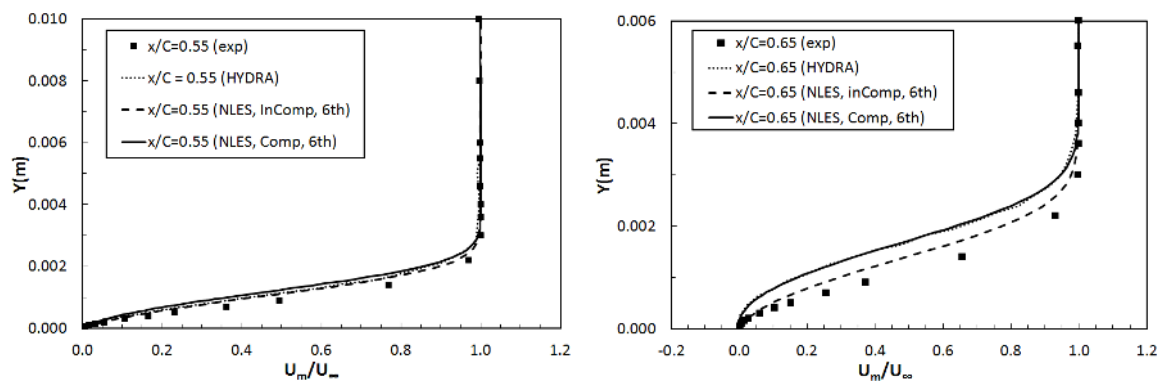 0.010
0.008
0.006
0.004
0.002
0.000
Y(m)
x/C=0.55 (exp)
x/C = 0.55 (HYDRA)
x/C=0.55 (NLES, InComp, 6th)
x/C=0.55 (NLES, Comp, 6th)
0.0 0.2 0.4 0.6 0.8 1.0 1.2
Um/U∞
0.006
0.004
0.002
0.000
Y(m)
x/C=0.65 (exp)
x/C=0.65 (HYDRA)
x/C=0.65 (NLES, inComp, 6th)
x/C=0.65 (NLES, Comp, 6th)
-0.2 0.0 0.2 0.4 0.6 0.8 1.0 1.2
Um/U∞